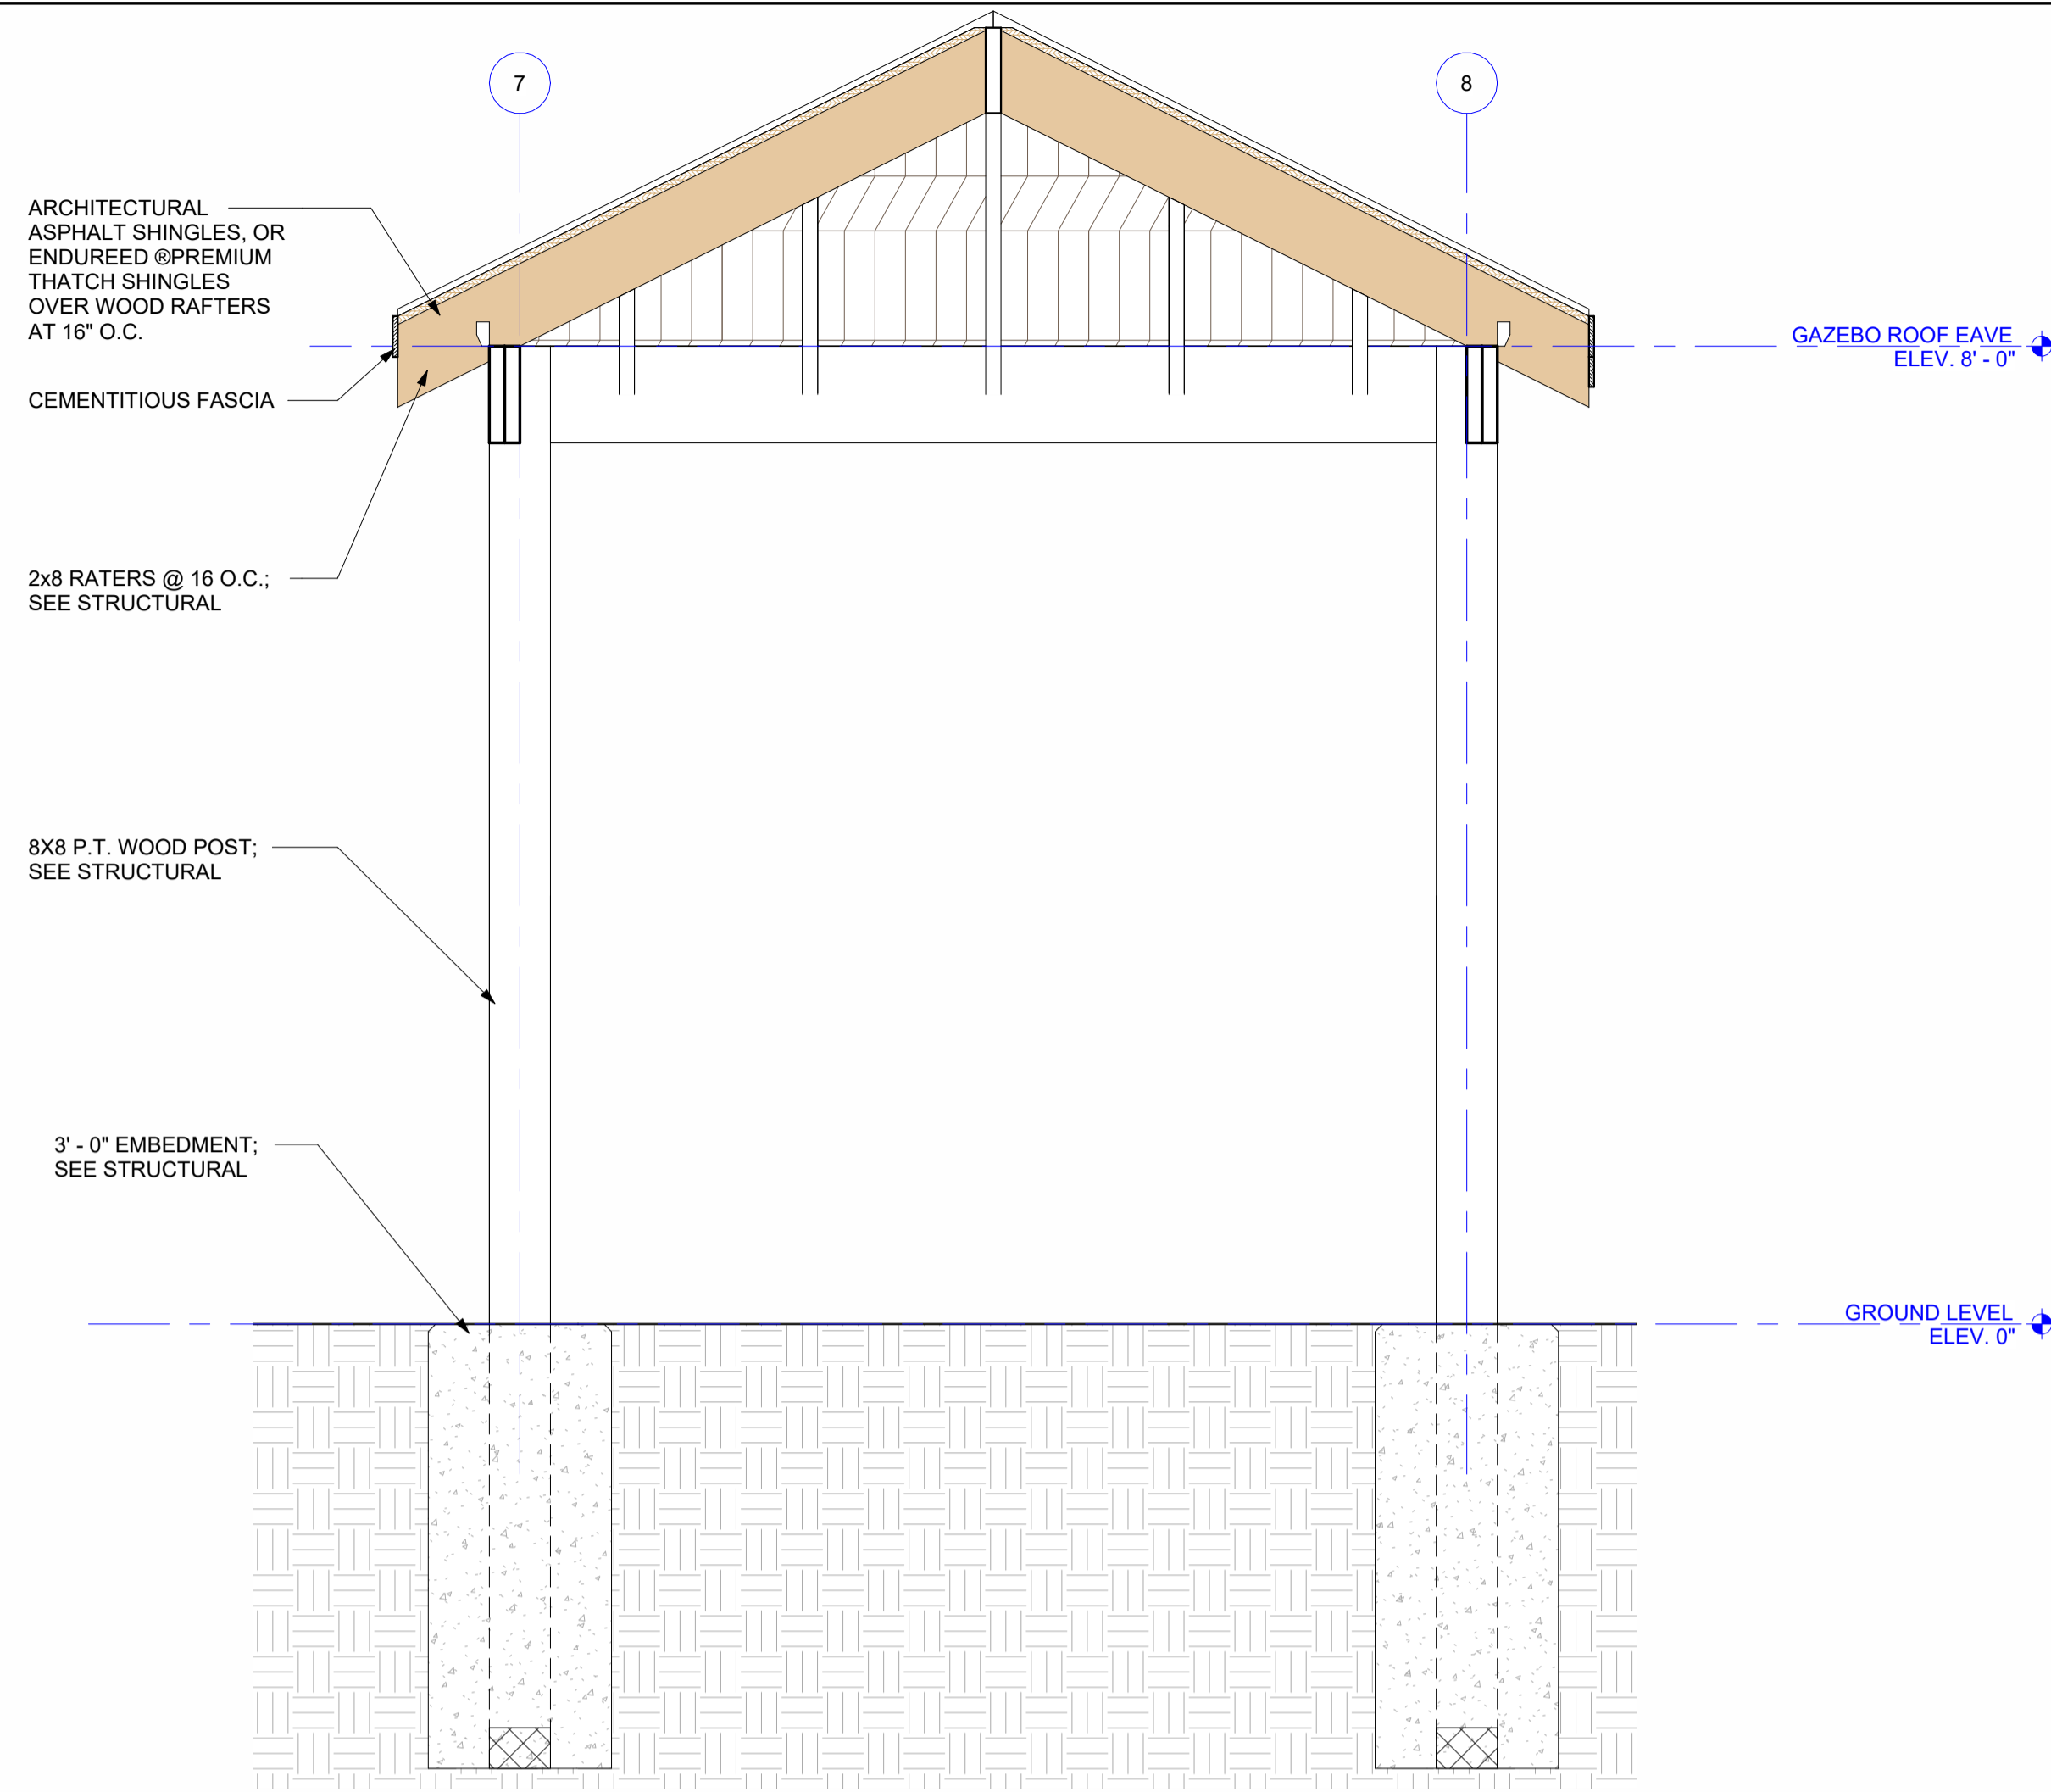 7
8
ARCHITECTURAL
ASPHALT SHINGLES, OR
ENDUREED ®PREMIUM
THATCH SHINGLES
OVER WOOD RAFTERS
AT 16" O.C.
GAZEBO ROOF EAVE
ELEV. 8' - 0"
CEMENTITIOUS FASCIA
2x8 RATERS @ 16 O.C.;
SEE STRUCTURAL
8X8 P.T. WOOD POST;
SEE STRUCTURAL
3' - 0" EMBEDMENT;
SEE STRUCTURAL
GROUND LEVEL
ELEV. 0"